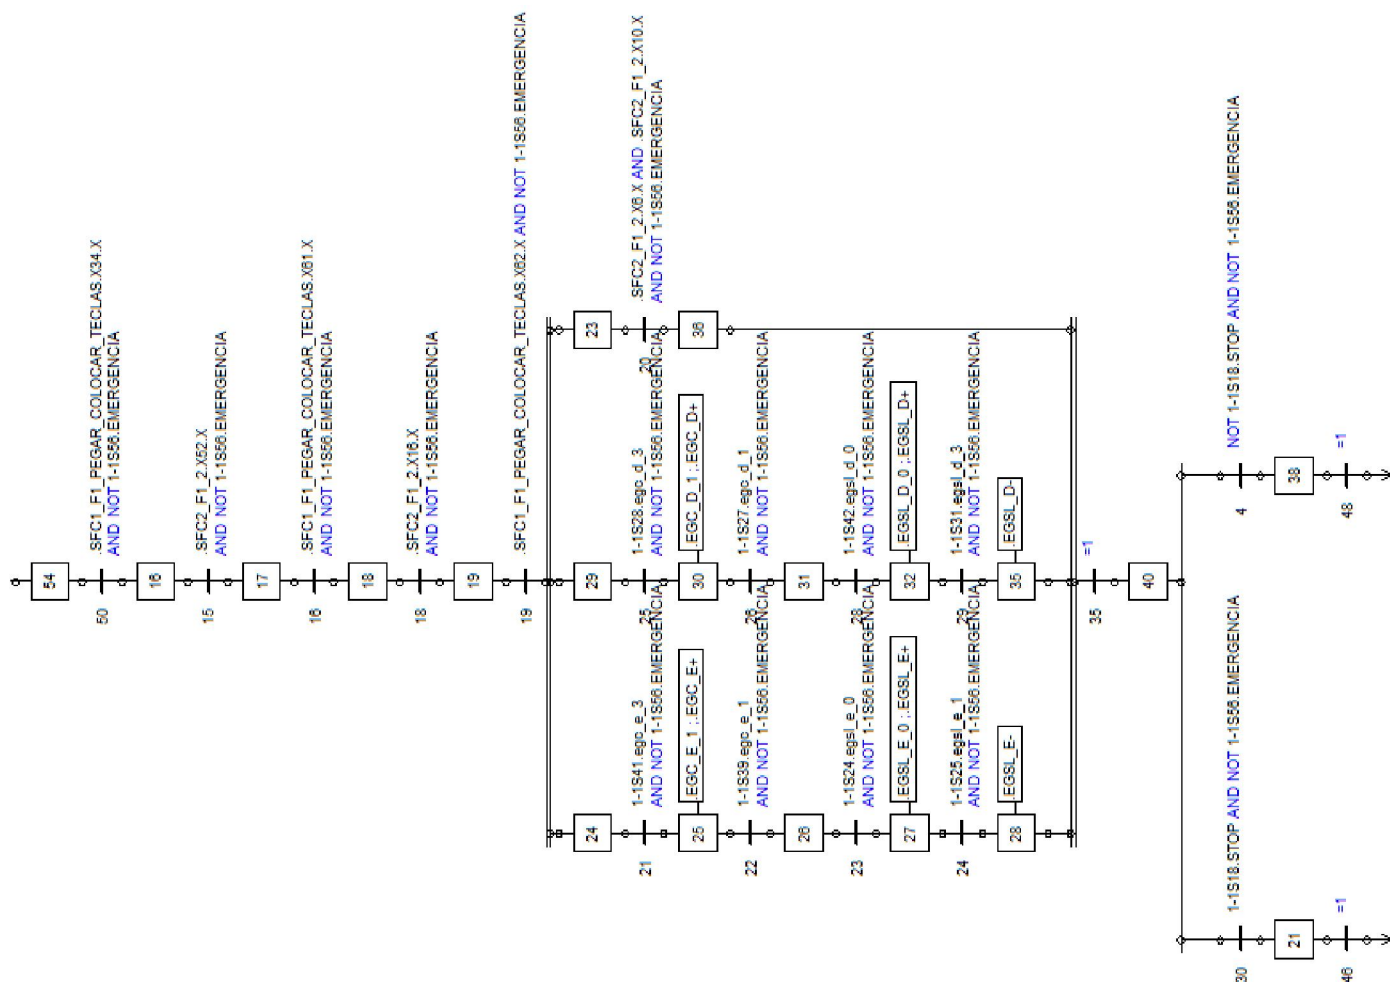 54
.SFC1_F1_PEGAR_COLOCAR_TECLAS.X34.X
AND NOT 1-1S56.EMERGENCIA
50
16
.SFC2_F1_2.X52.X
AND NOT 1-1S56.EMERGENCIA
15
17
.SFC1_F1_PEGAR_COLOCAR_TECLAS.X61.X
AND NOT 1-1S56.EMERGENCIA
16
18
.SFC2_F1_2.X16.X
AND NOT 1-1S56.EMERGENCIA
18
19
.SFC1_F1_PEGAR_COLOCAR_TECLAS.X62.X AND NOT 1-1S56.EMERGENCIA
19
24
1-1S41.egc_e_3
AND NOT 1-1S56.EMERGENCIA
21
25
.EGC_E_1 ;.EGC_E+
1-1S39.egc_e_1
AND NOT 1-1S56.EMERGENCIA
22
26
1-1S24.egsl_e_0
AND NOT 1-1S56.EMERGENCIA
23
27
.EGSL_E_0 ;.EGSL_E+
1-1S25.egsl_e_1
AND NOT 1-1S56.EMERGENCIA
24
28
.EGSL_E-
29
1-1S28.egc_d_3
AND NOT 1-1S56.EMERGENCIA
25
30
.EGC_D_1 ;.EGC_D+
1-1S27.egc_d_1
AND NOT 1-1S56.EMERGENCIA
26
31
1-1S42.egsl_d_0
AND NOT 1-1S56.EMERGENCIA
28
32
.EGSL_D_0 ;.EGSL_D+
1-1S31.egsl_d_3
AND NOT 1-1S56.EMERGENCIA
29
35
.EGSL_D-
23
.SFC2_F1_2.X6.X AND .SFC2_F1_2.X10.X
AND NOT 1-1S56.EMERGENCIA
20
36
=1
35
40
1-1S18.STOP AND NOT 1-1S56.EMERGENCIA
30
21
=1
46
NOT 1-1S18.STOP AND NOT 1-1S56.EMERGENCIA
4
38
=1
48